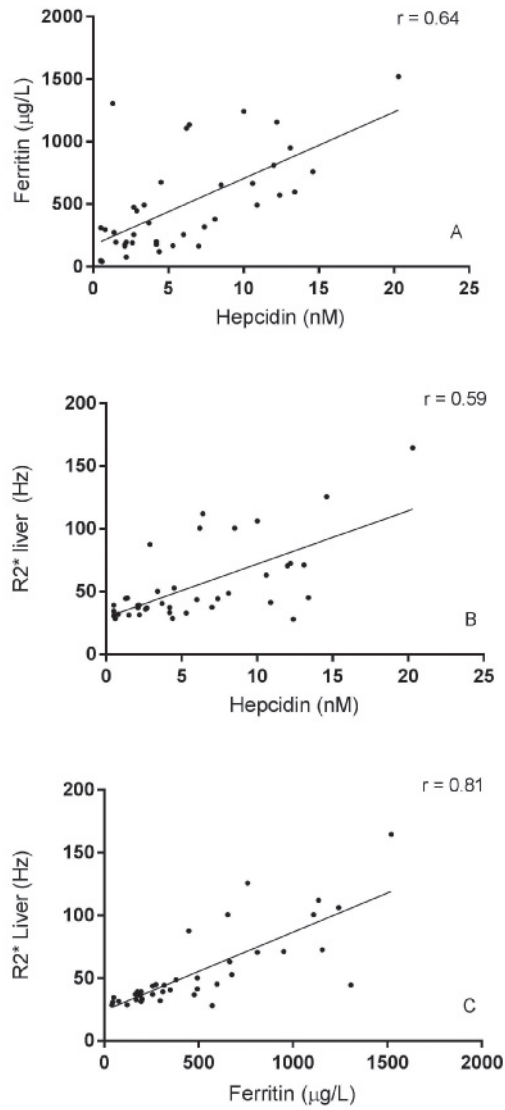 r = 0.64
2000
1500
1000
500
0
Ferritin (µg/L)
A
0 5 10 15 20 25
Hepcidin (nM)
r = 0.59
200
150
100
50
0
R2* liver (Hz)
B
0 5 10 15 20 25
Hepcidin (nM)
r = 0.81
200
150
100
50
0
R2* Liver (Hz)
C
0 500 1000 1500 2000
Ferritin (µg/L)